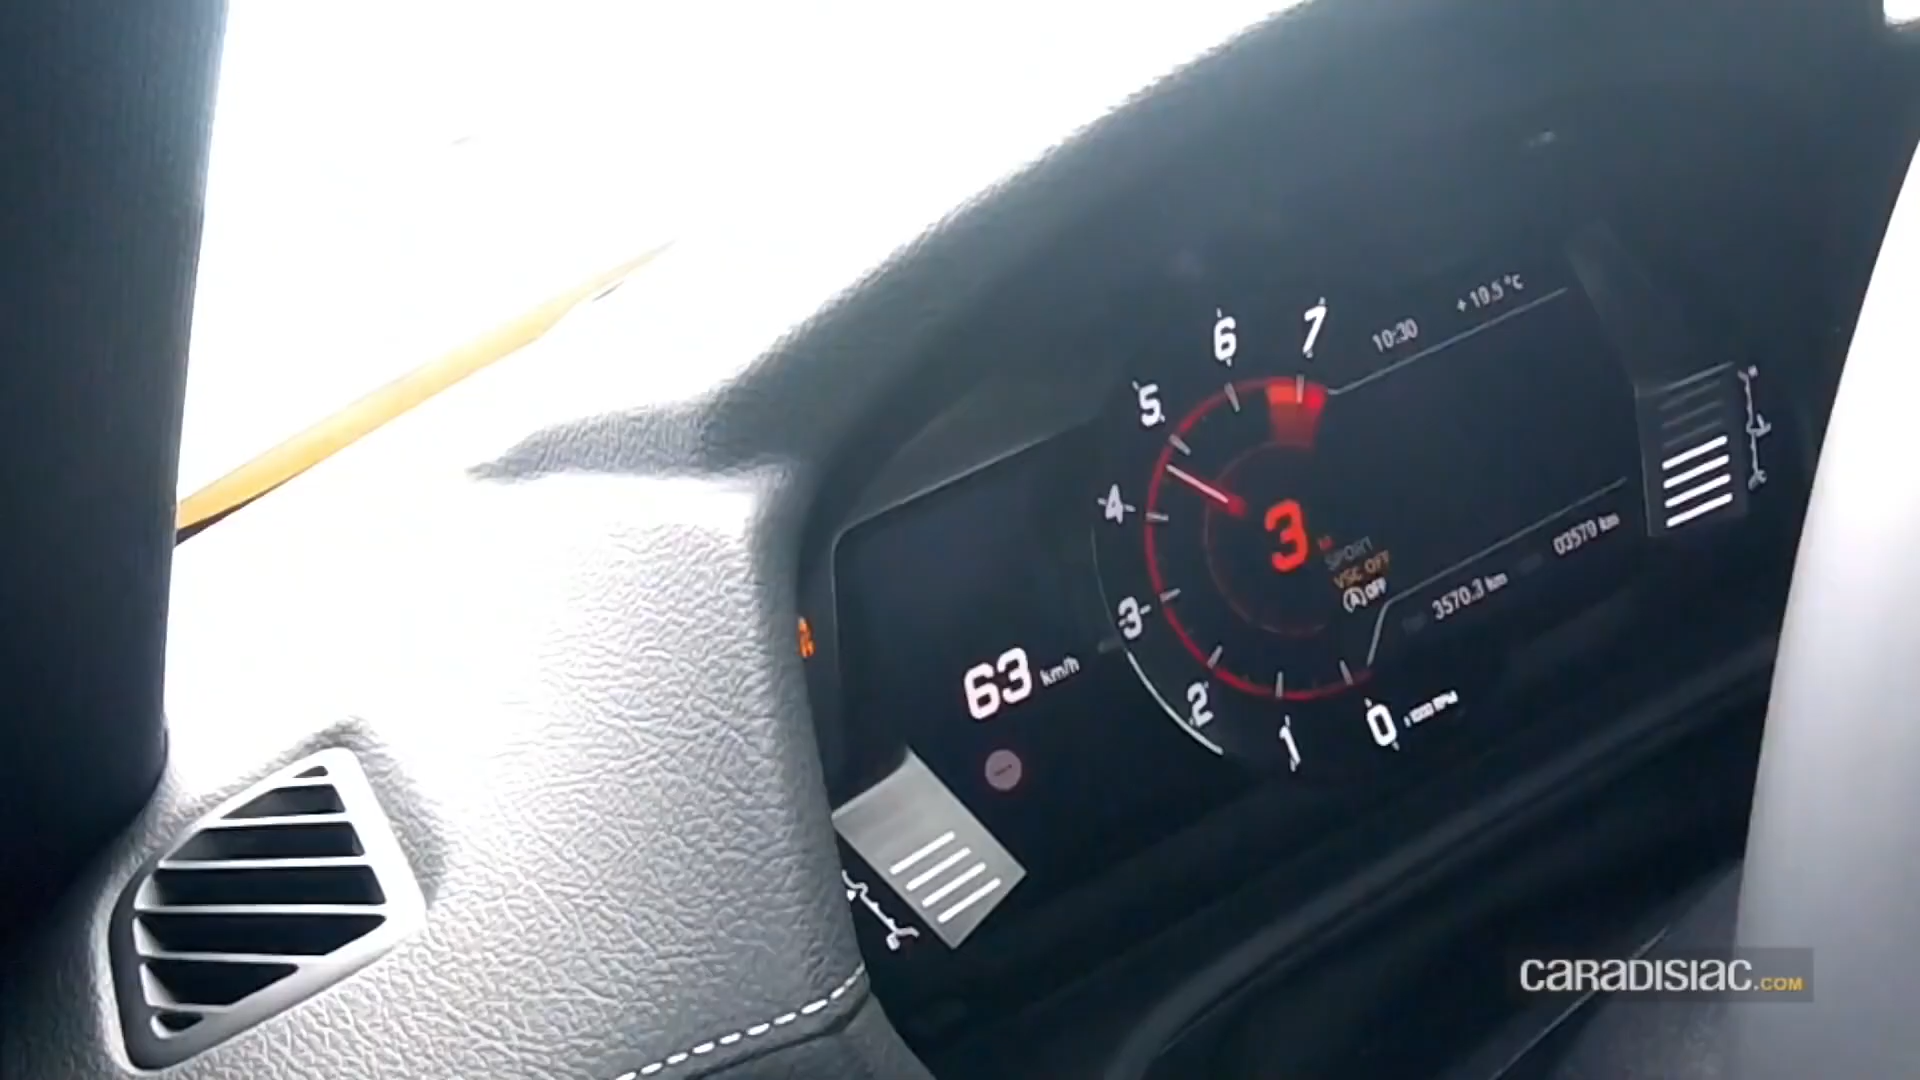 7
6
5
4
3
2
1
0
10:30
+ 19.5 °C
3
M
SPORT
VSC OFF
(A) OFF
63 km/h
3570.3 km
03570 km
CARADISIAC.COM